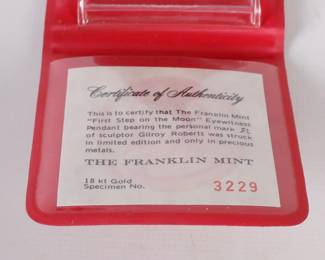 Certificate of Authenticity
This is to certify that The Franklin Mint
"First Step on the Moon" Eyewitness
Pendant bearing the personal mark
of sculptor Gilroy Roberts was struck
in limited edition and only in precious
metals.
THE FRANKLIN MINT
18 kt Gold
Specimen No. 3229